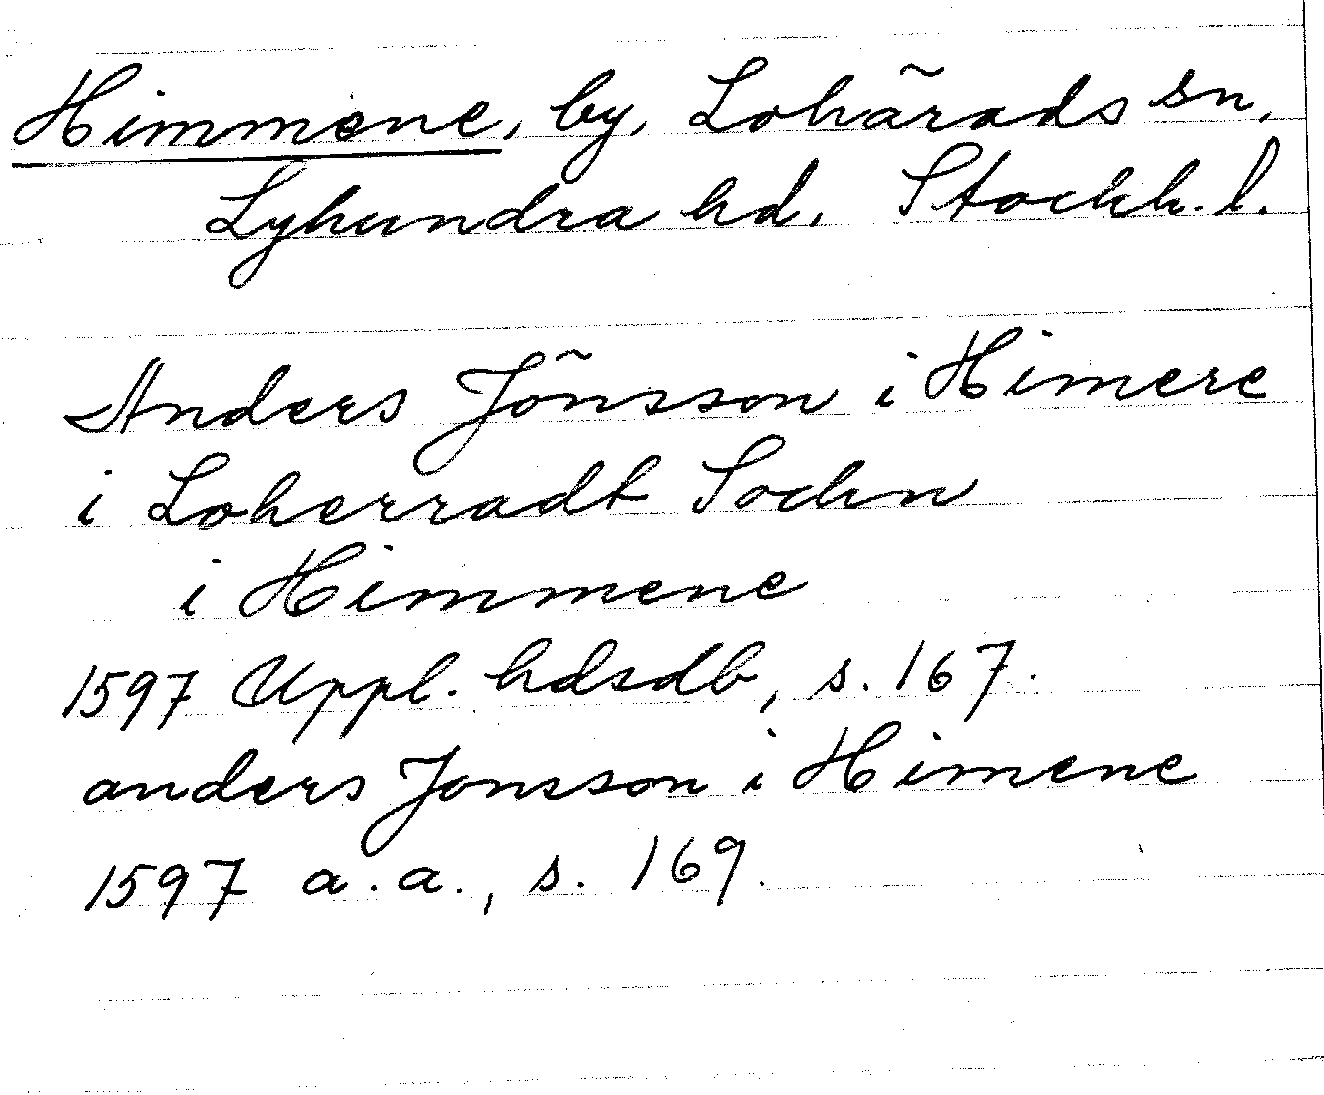 Himmene, by, Lohärads sn,
Lyhundra hd, Stockh. l.
Anders Jönsson i Himere
i Loherradt Sochn
i Himmene
1597 Uppl. hdsdb, s. 167.
anders Jonsson i Himene
1597 a. a., s. 169.